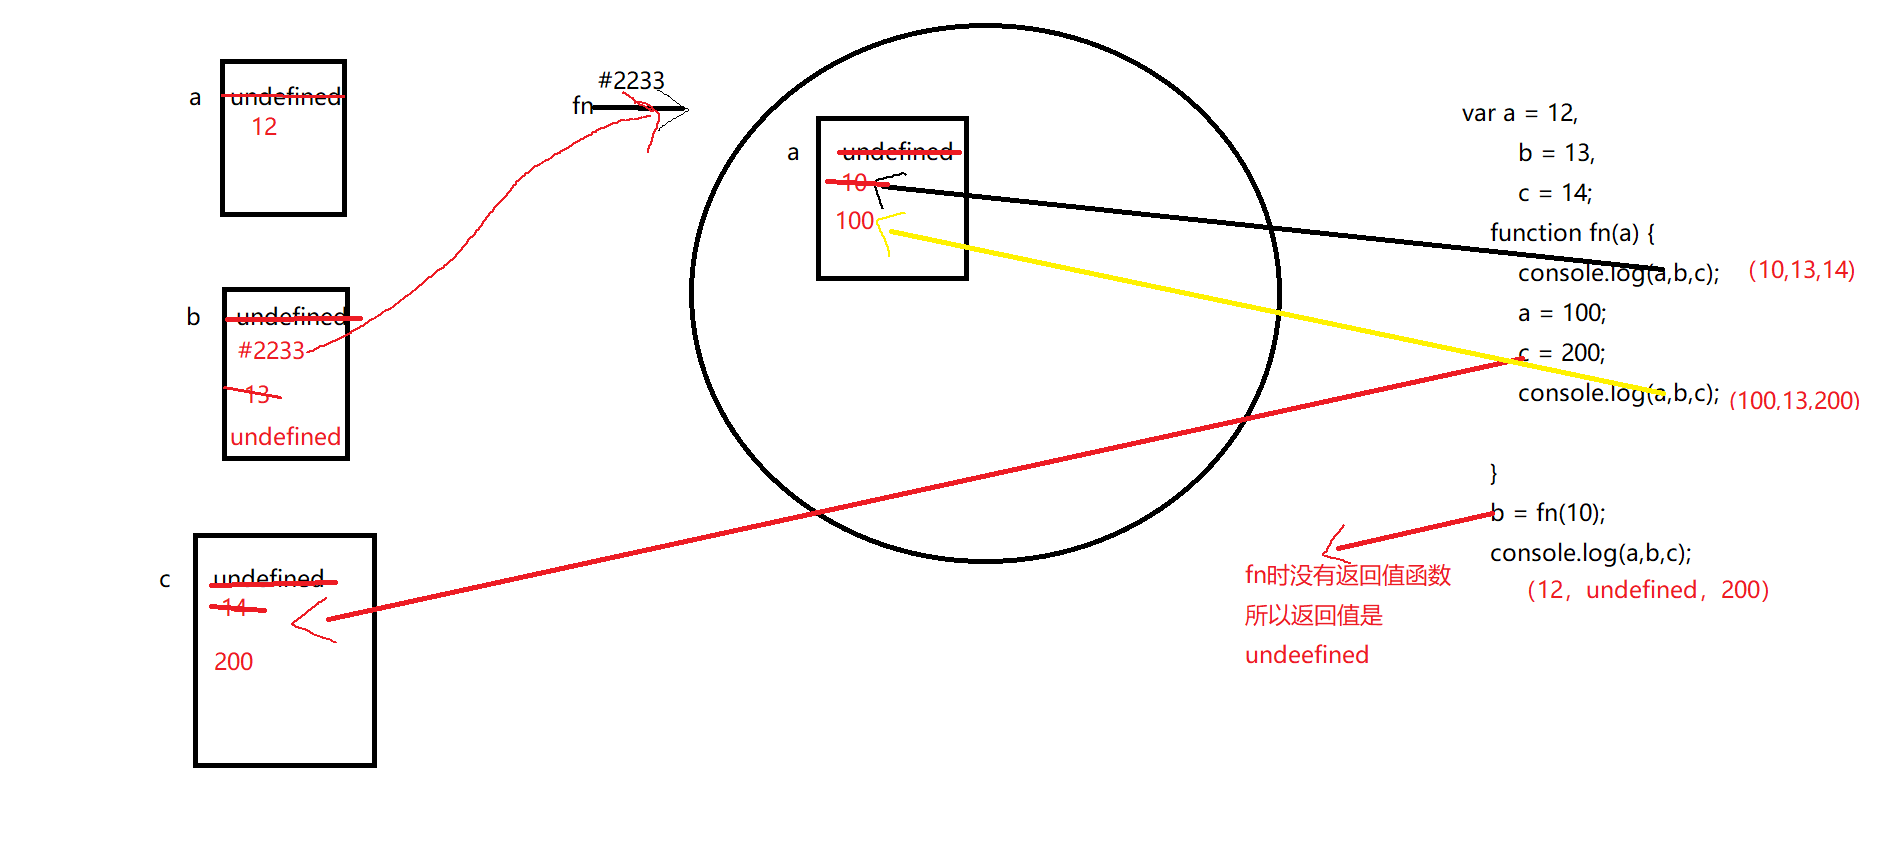 a
undefined
12
b
undefined
#2233
13
undefined
c
undefined
14
200
#2233
fn
a
undefined
10
100
var a = 12,
b = 13,
c = 14;
function fn(a) {
console.log(a,b,c); (10,13,14)
a = 100;
c = 200;
console.log(a,b,c); (100,13,200)
}
b = fn(10);
console.log(a,b,c);
(12，undefined，200)
fn时没有返回值函数
所以返回值是
undeefined